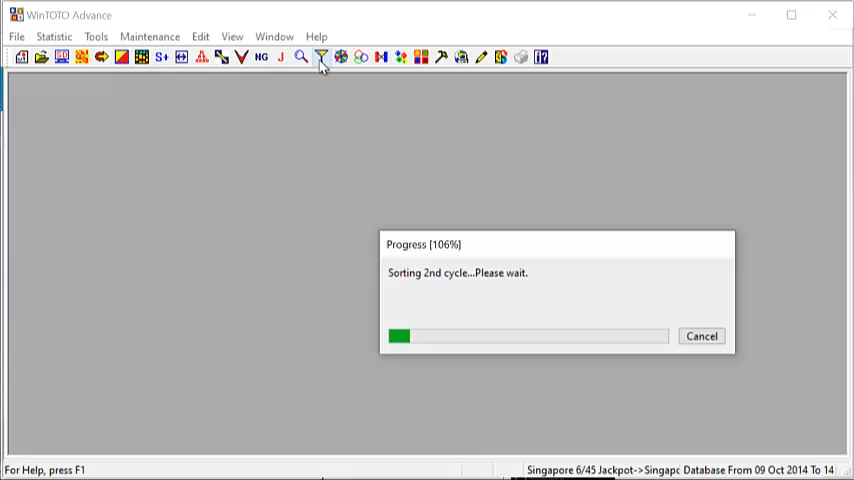 WinTOTO Advance
File Statistic Tools Maintenance Edit View Window Help
S+ NG J
Progress [106%]
Sorting 2nd cycle...Please wait.
Cancel
For Help, press F1 Singapore 6/45 Jackpot->Singapc Database From 09 Oct 2014 To 14